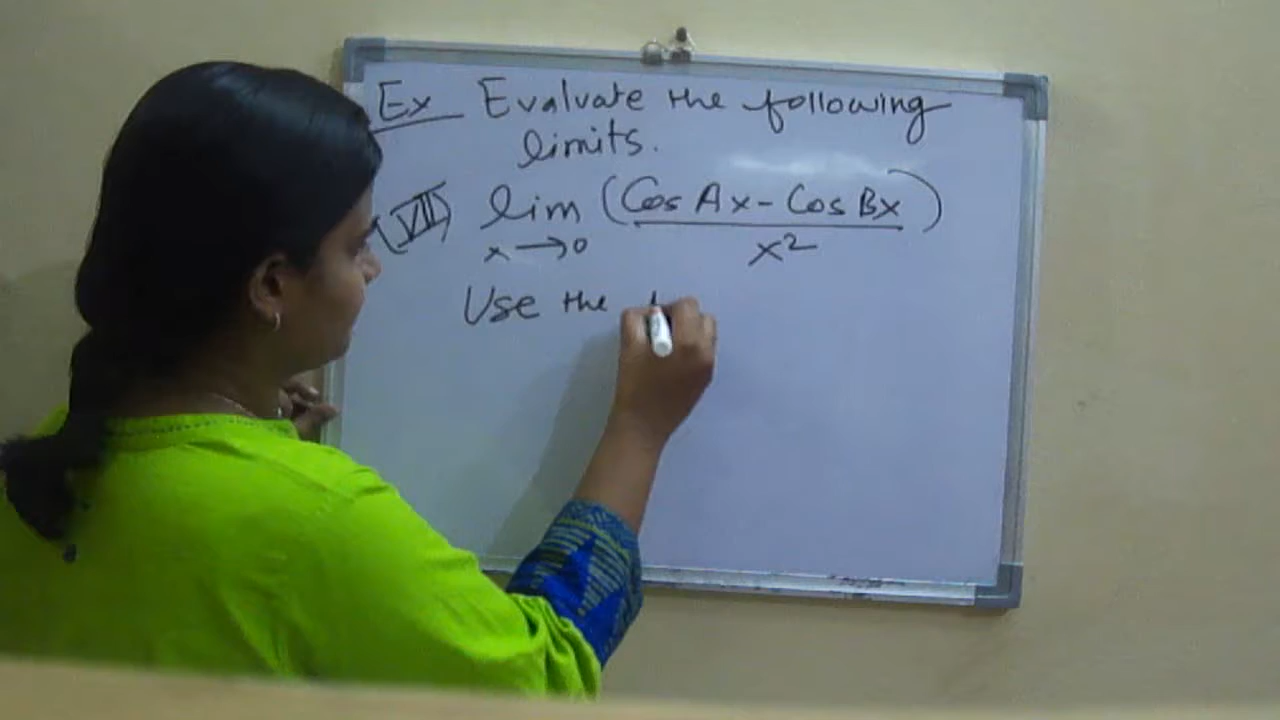 Ex Evaluate the following
limits.
(VII) lim (Cos Ax - Cos Bx)
x→0 x²
Use the